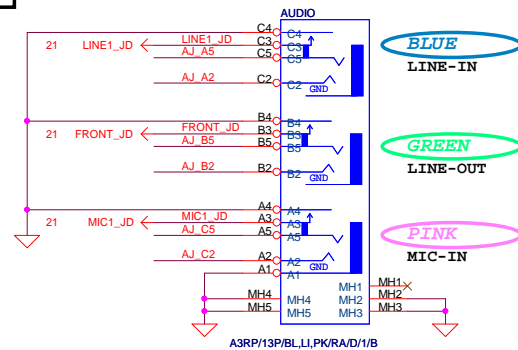 AUDIO
C4 C4
21 LINE1_JD LINE1_JD C3 C3
AJ_A5 C5 C5
BLUE
LINE-IN
AJ_A2 C2 C2
GND
B4 B4
21 FRONT_JD FRONT_JD B3 B3
AJ_B5 B5 B5
GREEN
LINE-OUT
AJ_B2 B2 B2
GND
A4 A4
21 MIC1_JD MIC1_JD A3 A3
AJ_C5 A5 A5
PINK
MIC-IN
AJ_C2 A2 A2
GND
A1 A1
MH1 MH1
MH4 MH4 MH2 MH2
MH5 MH5 MH3 MH3
A3RP/13P/BL,LI,PK/RA/D/1/B